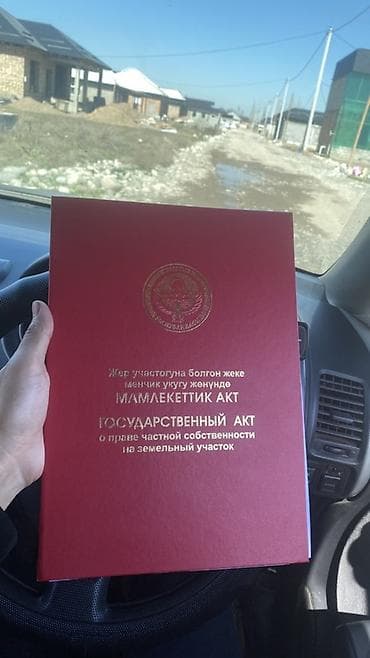 Жер участогуна болгон жеке
менчик укугу жөнүндө
МАМЛЕКЕТТИК АКТ
ГОСУДАРСТВЕННЫЙ АКТ
о праве частной собственности
на земельный участок